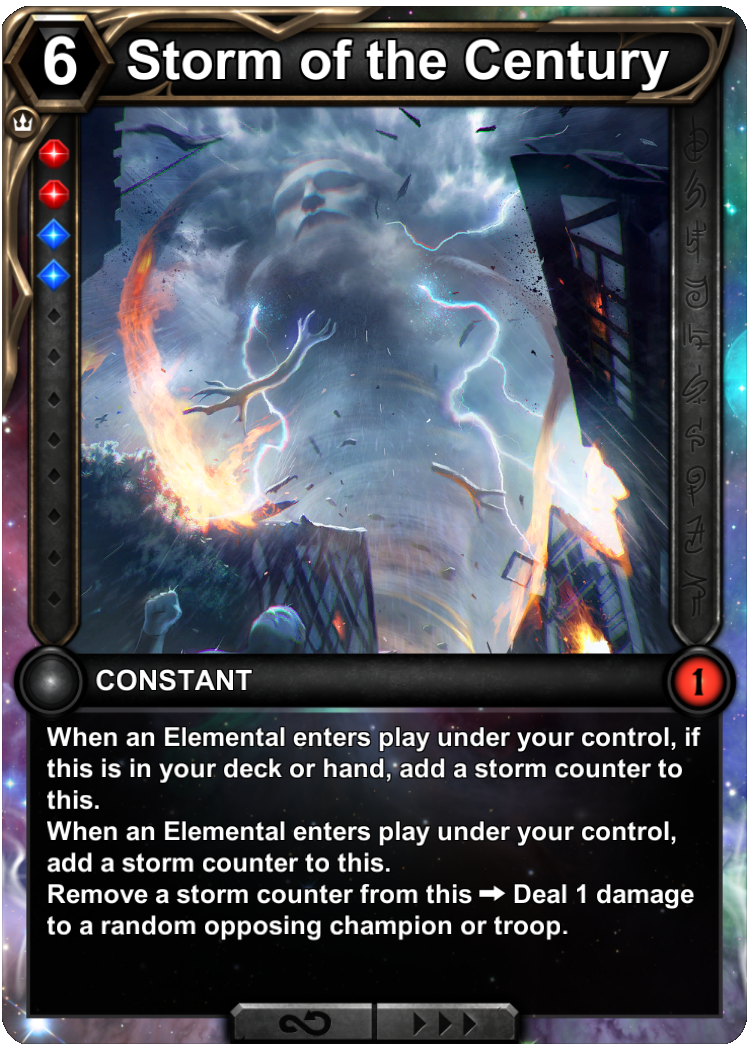 6 Storm of the Century
CONSTANT 1
When an Elemental enters play under your control, if
this is in your deck or hand, add a storm counter to
this.
When an Elemental enters play under your control,
add a storm counter to this.
Remove a storm counter from this ➡ Deal 1 damage
to a random opposing champion or troop.